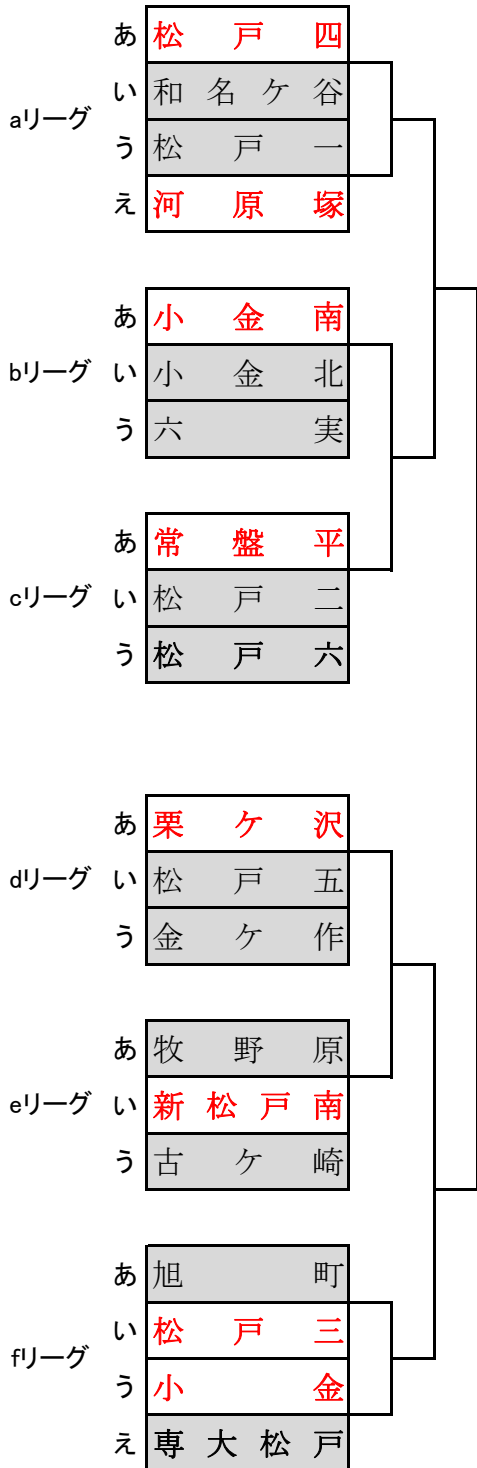 あ 松戸四
aリーグ い 和名ケ谷
う 松戸一
え 河原塚
あ 小金南
bリーグ い 小金北
う 六実
あ 常盤平
cリーグ い 松戸二
う 松戸六
あ 栗ケ沢
dリーグ い 松戸五
う 金ケ作
あ 牧野原
eリーグ い 新松戸南
う 古ケ崎
あ 旭町
い 松戸三
fリーグ
う 小金
え 専大松戸